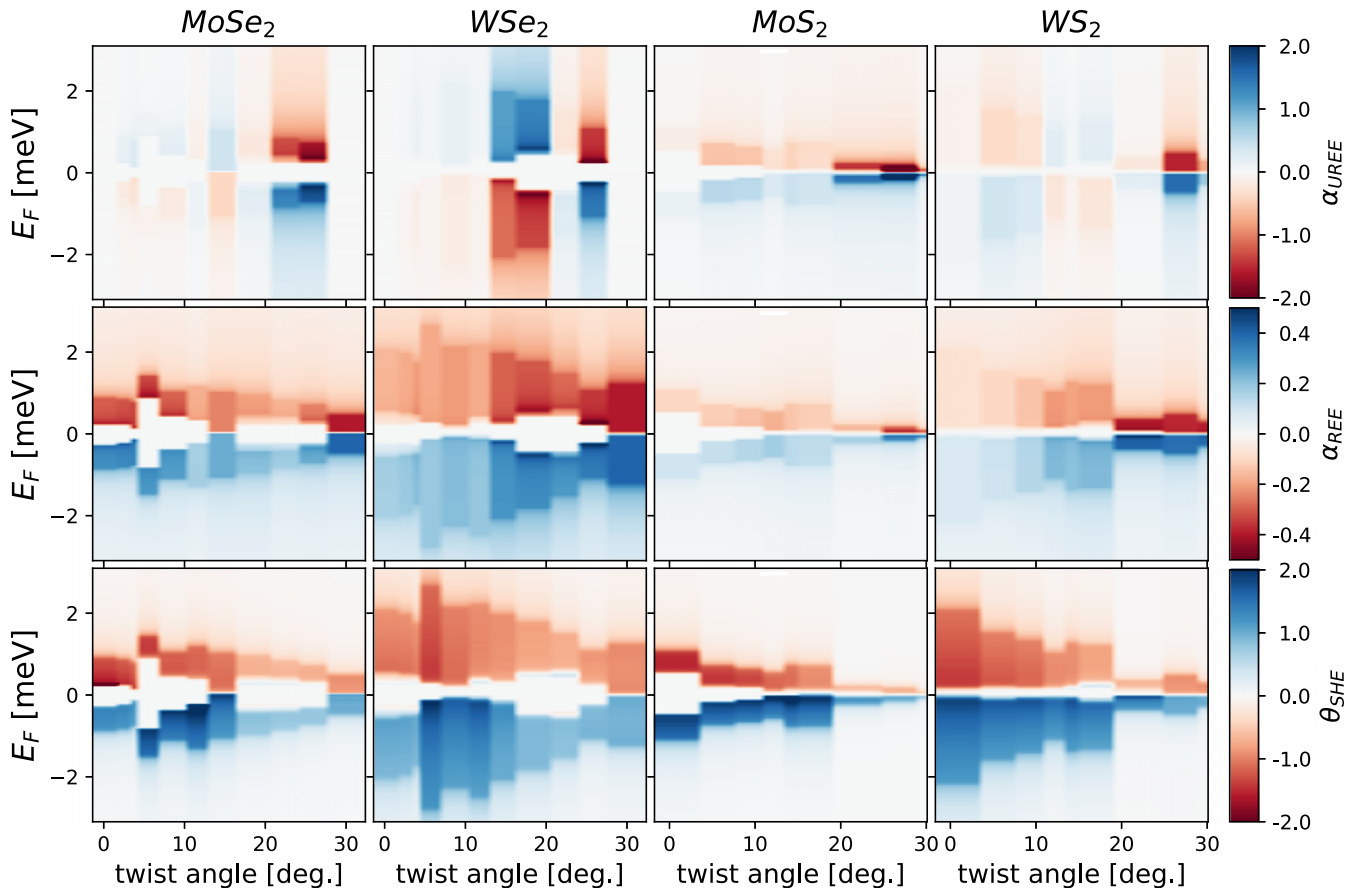 MoSe2 WSe2 MoS2 WS2
2
0
−2
EF [meV]
2.0
1.0
0.0
-1.0
-2.0
αUREE
2
0
−2
EF [meV]
0.4
0.2
0.0
-0.2
-0.4
αREE
2
0
−2
EF [meV]
2.0
1.0
0.0
-1.0
-2.0
θSHE
0 10 20 30 0 10 20 30 0 10 20 30 0 10 20 30
twist angle [deg.] twist angle [deg.] twist angle [deg.] twist angle [deg.]